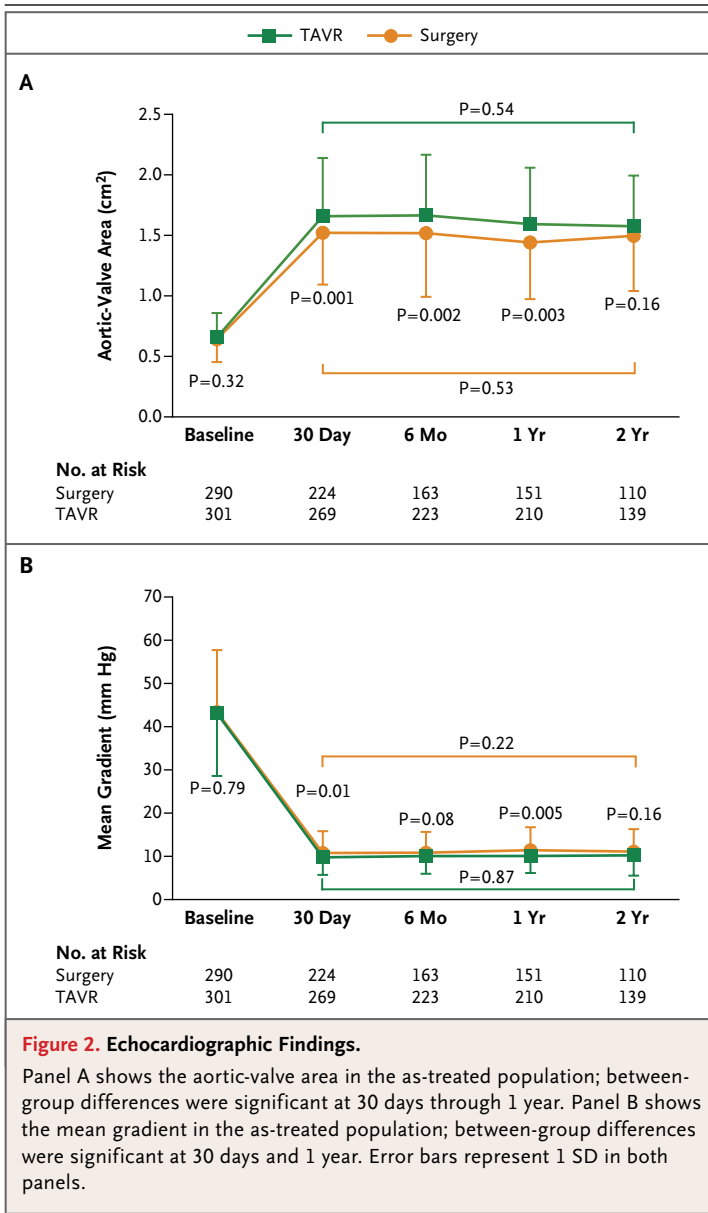 TAVR Surgery
A
2.5
2.0
1.5
1.0
0.5
0.0
Aortic-Valve Area (cm²)
P=0.54
P=0.32
P=0.001
P=0.002
P=0.003
P=0.16
P=0.53
Baseline 30 Day 6 Mo 1 Yr 2 Yr
No. at Risk
Surgery 290 224 163 151 110
TAVR 301 269 223 210 139
B
70
60
50
40
30
20
10
0
Mean Gradient (mm Hg)
P=0.22
P=0.79
P=0.01
P=0.08
P=0.005
P=0.16
P=0.87
Baseline 30 Day 6 Mo 1 Yr 2 Yr
No. at Risk
Surgery 290 224 163 151 110
TAVR 301 269 223 210 139
Figure 2. Echocardiographic Findings.
Panel A shows the aortic-valve area in the as-treated population; between-
group differences were significant at 30 days through 1 year. Panel B shows
the mean gradient in the as-treated population; between-group differences
were significant at 30 days and 1 year. Error bars represent 1 SD in both
panels.